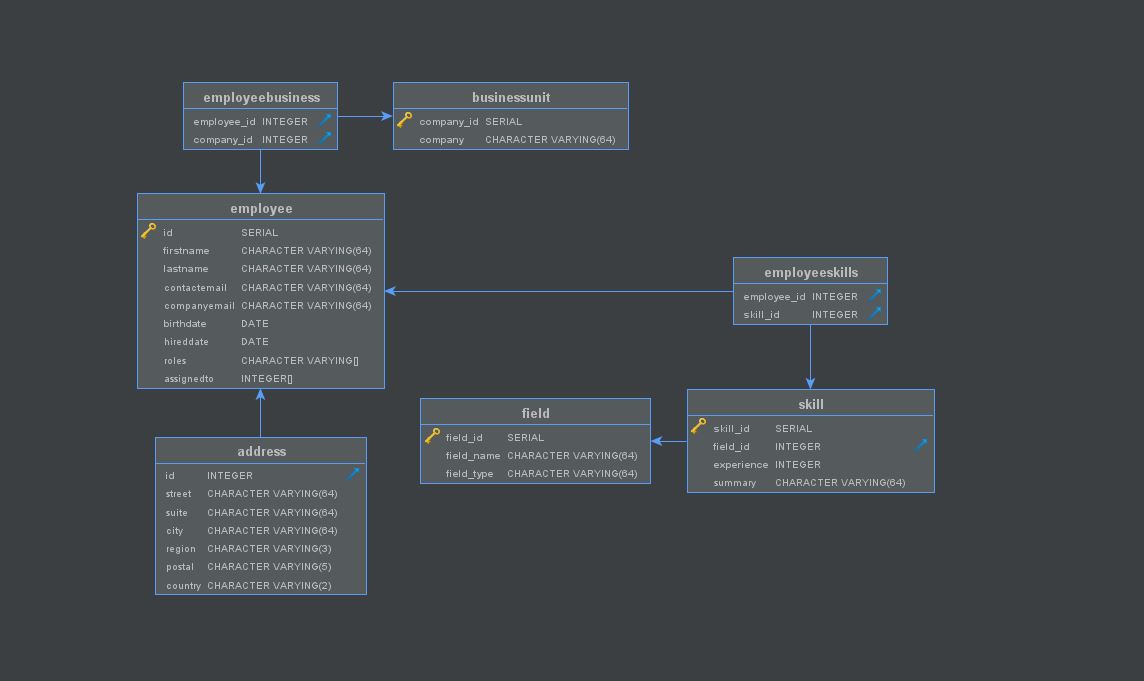 employeebusiness
employee_id INTEGER
company_id INTEGER
businessunit
company_id SERIAL
company CHARACTER VARYING(64)
employee
id SERIAL
firstname CHARACTER VARYING(64)
lastname CHARACTER VARYING(64)
contactemail CHARACTER VARYING(64)
companyemail CHARACTER VARYING(64)
birthdate DATE
hireddate DATE
roles CHARACTER VARYING[]
assignedto INTEGER[]
employeeskills
employee_id INTEGER
skill_id INTEGER
address
id INTEGER
street CHARACTER VARYING(64)
suite CHARACTER VARYING(64)
city CHARACTER VARYING(64)
region CHARACTER VARYING(3)
postal CHARACTER VARYING(5)
country CHARACTER VARYING(2)
field
field_id SERIAL
field_name CHARACTER VARYING(64)
field_type CHARACTER VARYING(64)
skill
skill_id SERIAL
field_id INTEGER
experience INTEGER
summary CHARACTER VARYING(64)